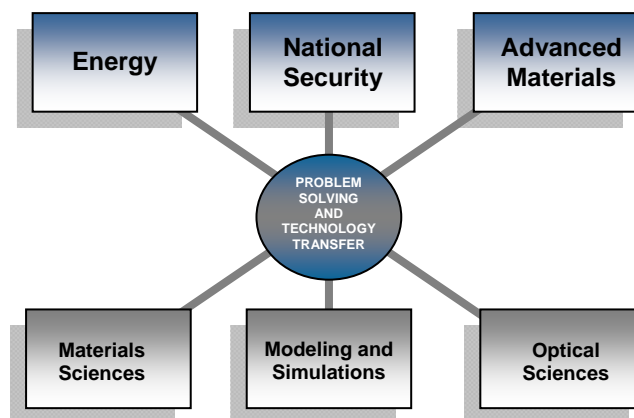 Energy
National
Security
Advanced
Materials
PROBLEM
SOLVING
AND
TECHNOLOGY
TRANSFER
Materials
Sciences
Modeling and
Simulations
Optical
Sciences